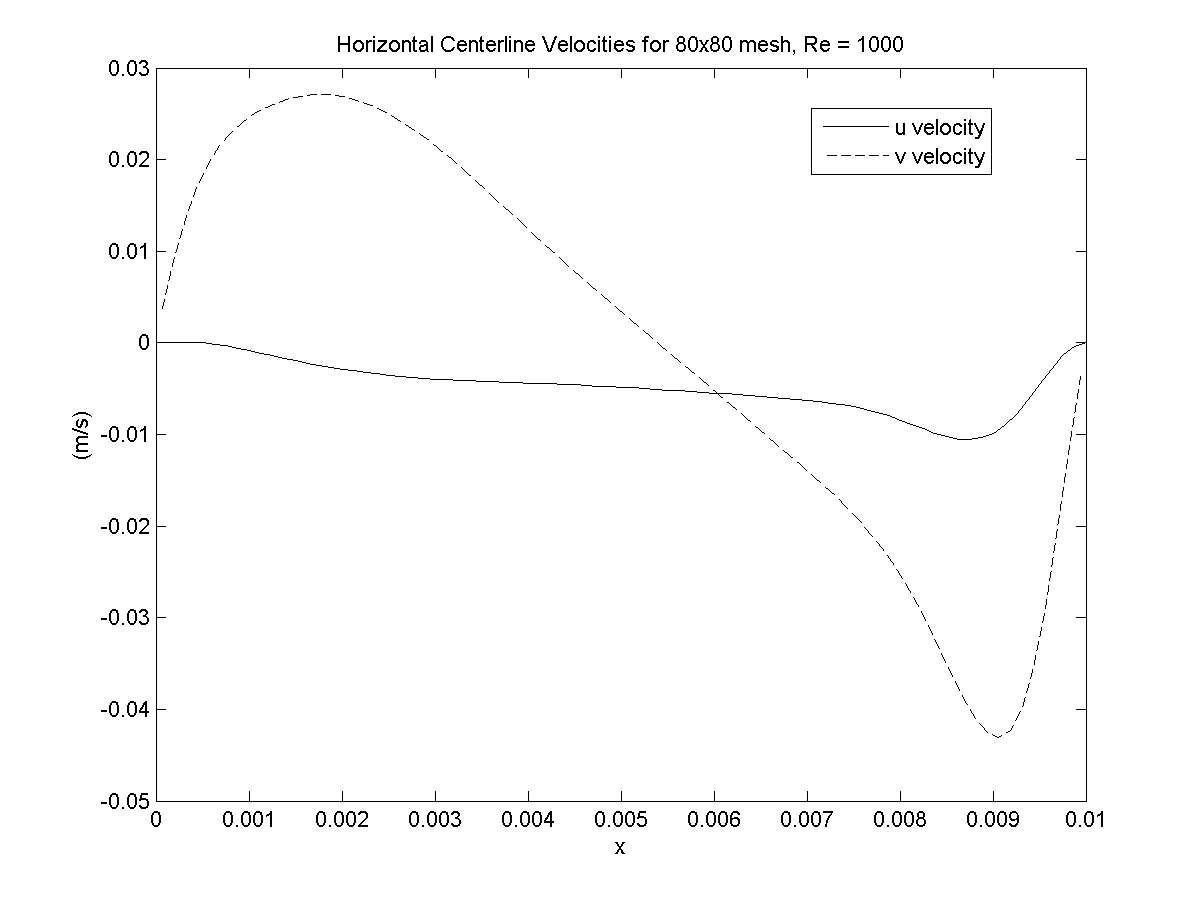 Horizontal Centerline Velocities for 80x80 mesh, Re = 1000
0.03
u velocity
v velocity
0.02
0.01
0
-0.01
(m/s)
-0.02
-0.03
-0.04
-0.05
0 0.001 0.002 0.003 0.004 0.005 0.006 0.007 0.008 0.009 0.01
x